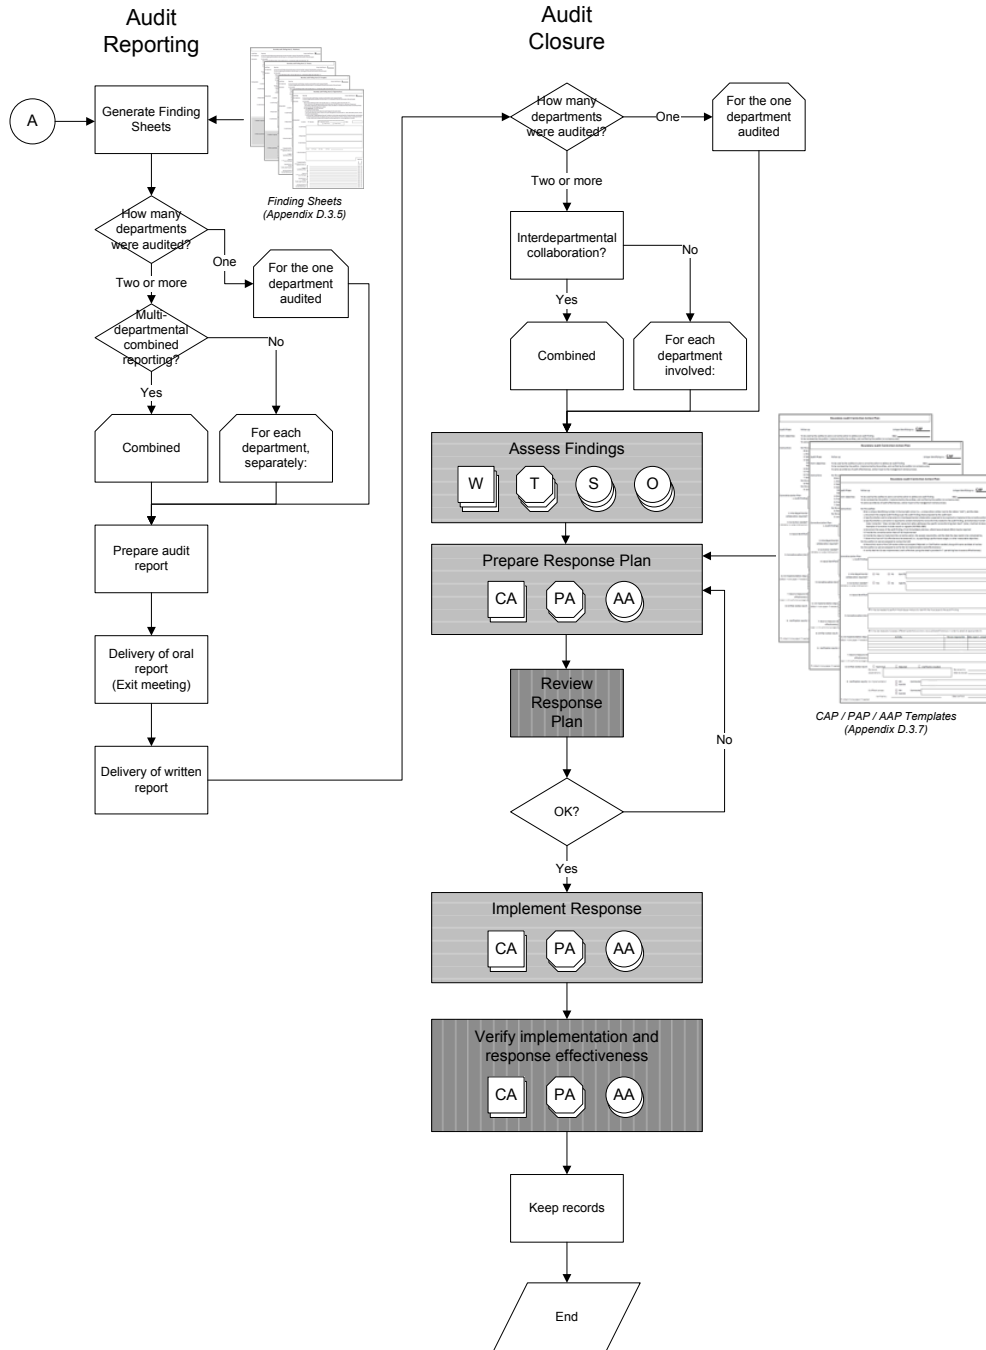 Audit
Reporting
A
Generate Finding
Sheets
Finding Sheets
(Appendix D.3.5)
How many
departments
were audited?
One
For the one
department
audited
Two or more
Multi-
departmental
combined
reporting?
No
Yes
Combined
For each
department,
separately:
Prepare audit
report
Delivery of oral
report
(Exit meeting)
Delivery of written
report
Audit
Closure
How many
departments
were audited?
One
For the one
department
audited
Two or more
Interdepartmental
collaboration?
No
Yes
Combined
For each
department
involved:
Assess Findings
W
T
S
O
Prepare Response Plan
CA
PA
AA
CAP / PAP / AAP Templates
(Appendix D.3.7)
Review
Response
Plan
No
OK?
Yes
Implement Response
CA
PA
AA
Verify implementation and
response effectiveness
CA
PA
AA
Keep records
End